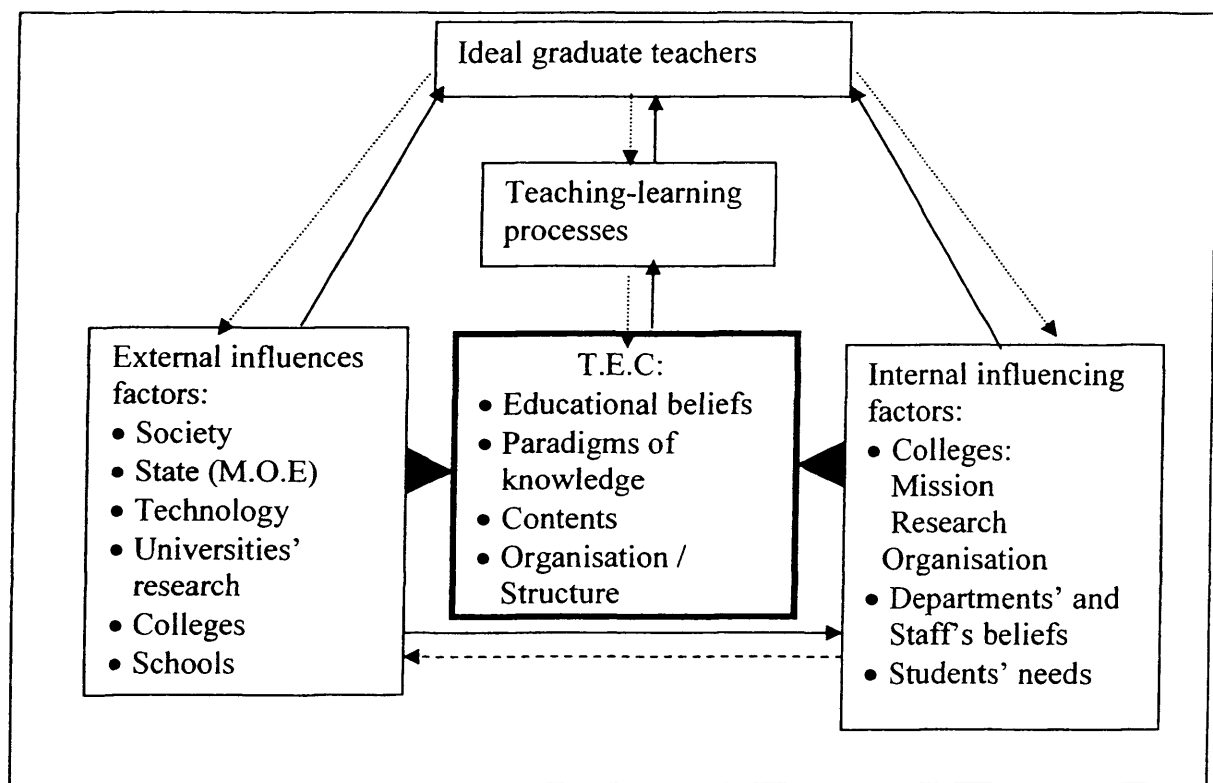 Ideal graduate teachers
Teaching-learning
processes
External influences
factors:
• Society
• State (M.O.E)
• Technology
• Universities’
research
• Colleges
• Schools
T.E.C:
• Educational beliefs
• Paradigms of
knowledge
• Contents
• Organisation /
Structure
Internal influencing
factors:
• Colleges:
Mission
Research
Organisation
• Departments’ and
Staff’s beliefs
• Students’ needs